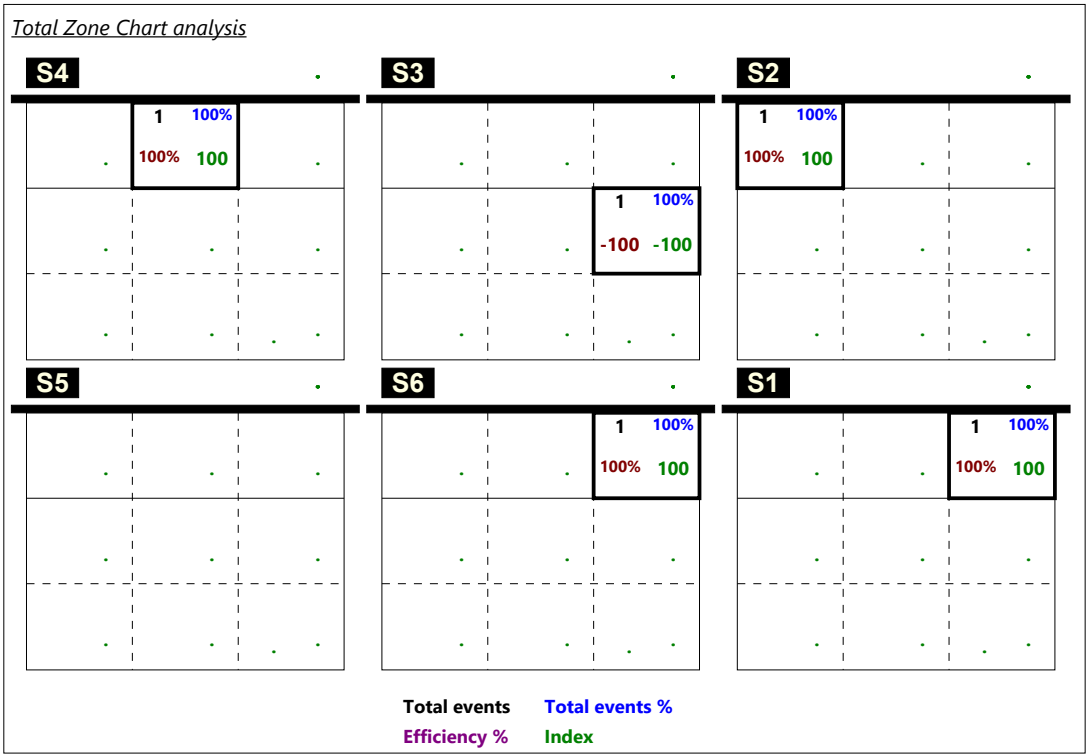 Total Zone Chart analysis
S4 S3 S2
1 100% 1 100%
100% 100 100% 100
1 100%
-100 -100
S5 S6 S1
1 100% 1 100%
100% 100 100% 100
Total events Total events %
Efficiency % Index